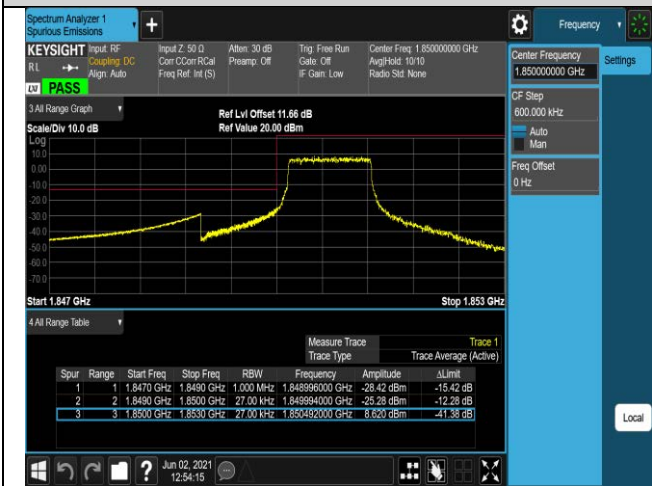 Spectrum Analyzer 1
Spurious Emissions
+
Frequency
KEYSIGHT Input: RF Input Z: 50 Ω Atten: 30 dB Trig: Free Run Center Freq: 1.850000000 GHz
RL Coupling: DC Corr CCorr RCal Preamp: Off Gate: Off Avg|Hold: 10/10
Align: Auto Freq Ref: Int (S) IF Gain: Low Radio Std: None
LXI PASS
Center Frequency
1.850000000 GHz
Settings
CF Step
600.000 kHz
Auto
Man
Freq Offset
0 Hz
3 All Range Graph
Ref Lvl Offset 11.66 dB
Scale/Div 10.0 dB Ref Value 20.00 dBm
Log
10.0
0.00
-10.0
-20.0
-30.0
-40.0
-50.0
-60.0
-70.0
Start 1.847 GHz Stop 1.853 GHz
4 All Range Table
Measure Trace Trace 1
Trace Type Trace Average (Active)
Spur Range Start Freq Stop Freq RBW Frequency Amplitude ΔLimit
1 1 1.8470 GHz 1.8490 GHz 1.000 MHz 1.848996000 GHz -28.42 dBm -15.42 dB
2 2 1.8490 GHz 1.8500 GHz 27.00 kHz 1.849994000 GHz -25.28 dBm -12.28 dB
3 3 1.8500 GHz 1.8530 GHz 27.00 kHz 1.850492000 GHz 8.620 dBm -41.38 dB
Local
? Jun 02, 2021
12:54:15